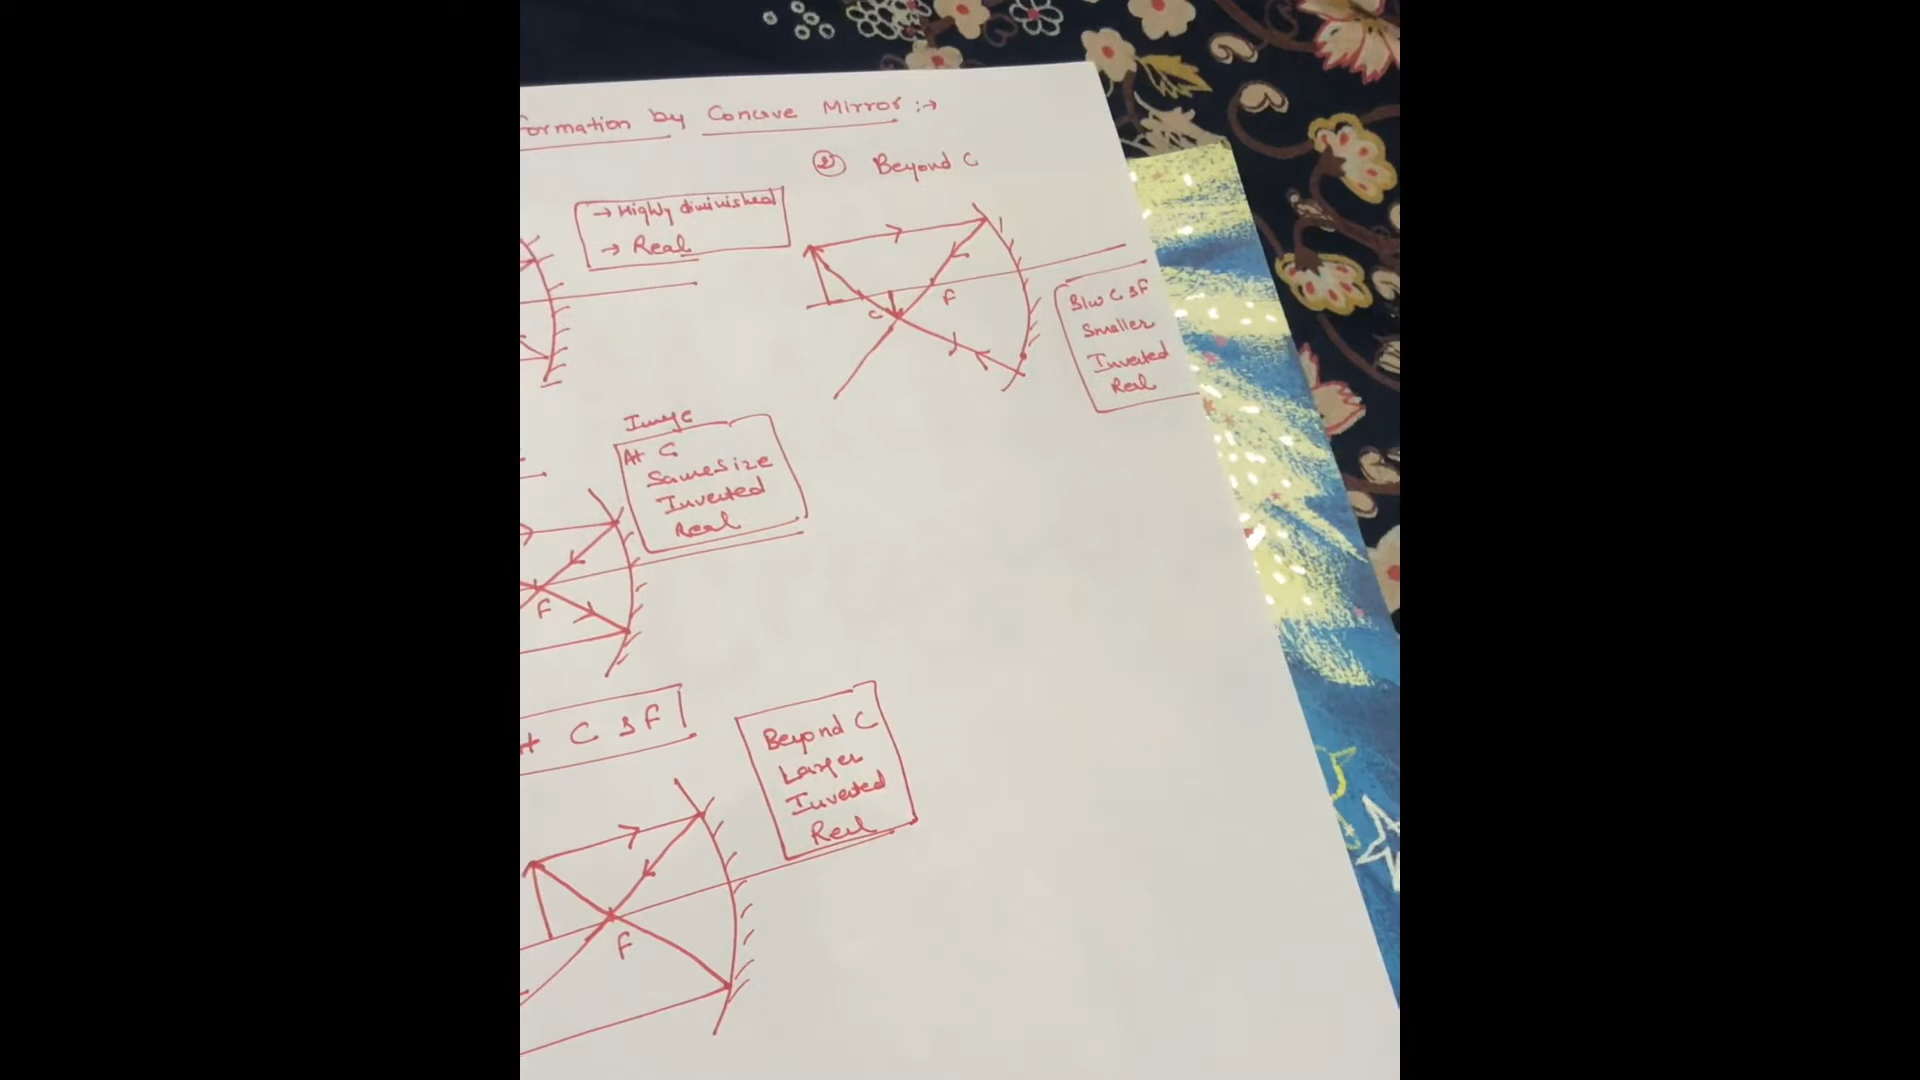 formation by Concave Mirror :→
② Beyond C
→ Highly diminished
→ Real
F
C
B/w C & F
Smaller
Inverted
Real
Image
At C
Same size
Inverted
Real
F
C & F
Beyond C
Larger
Inverted
Real
F